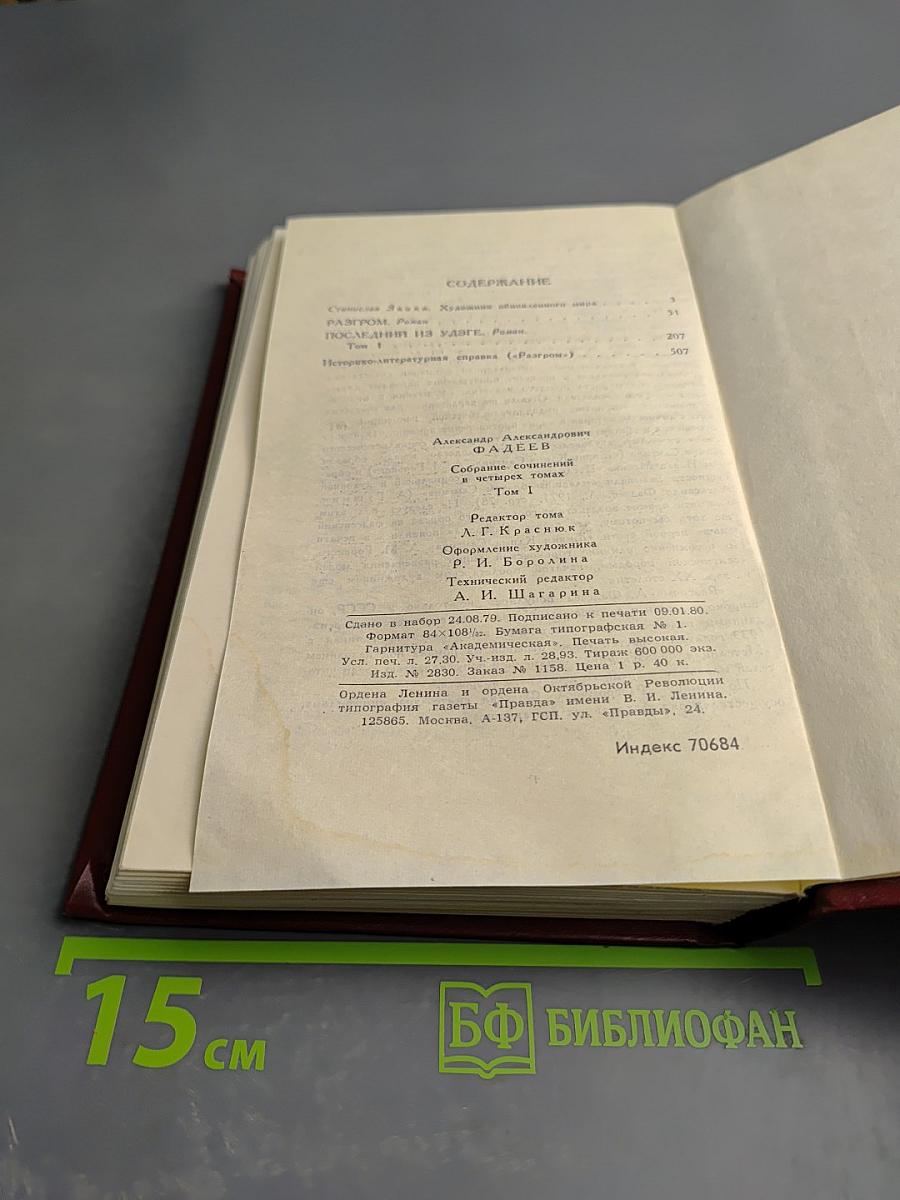 СОДЕРЖАНИЕ
Станислав Заика. Художник обновленного мира . . . . . 3
РАЗГРОМ. Роман . . . . . 31
ПОСЛЕДНИЙ ИЗ УДЭГЕ. Роман.
Том I . . . . . 207
Историко-литературная справка («Разгром») . . . . . 507
Александр Александрович
ФАДЕЕВ
Собрание сочинений
в четырех томах
Том I
Редактор тома
Л. Г. Краснюк
Оформление художника
Р. И. Боролина
Технический редактор
А. И. Шагарина
Сдано в набор 24.08.79. Подписано к печати 09.01.80.
Формат 84×108¹/₃₂. Бумага типографская № 1.
Гарнитура «Академическая». Печать высокая.
Усл. печ. л. 27,30. Уч.-изд. л. 28,93. Тираж 600 000 экз.
Изд. № 2830. Заказ № 1158. Цена 1 р. 40 к.
Ордена Ленина и ордена Октябрьской Революции
типография газеты «Правда» имени В. И. Ленина.
125865. Москва, А-137, ГСП. ул. «Правды», 24.
Индекс 70684
15 см
БФ БИБЛИОФАН